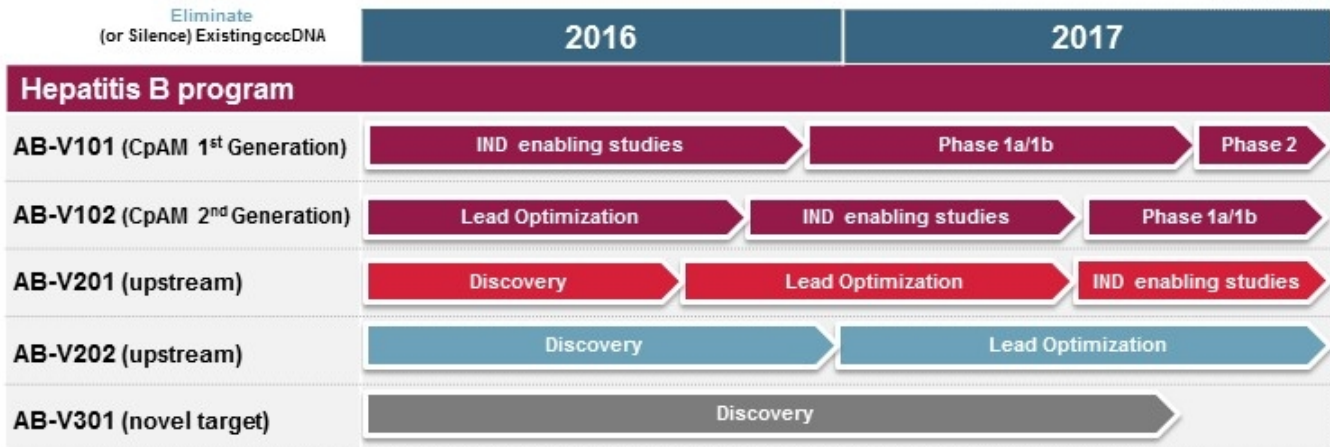 Eliminate
(or Silence) Existing cccDNA
2016 2017
Hepatitis B program
AB-V101 (CpAM 1st Generation) IND enabling studies Phase 1a/1b Phase 2
AB-V102 (CpAM 2nd Generation) Lead Optimization IND enabling studies Phase 1a/1b
AB-V201 (upstream) Discovery Lead Optimization IND enabling studies
AB-V202 (upstream) Discovery Lead Optimization
AB-V301 (novel target) Discovery